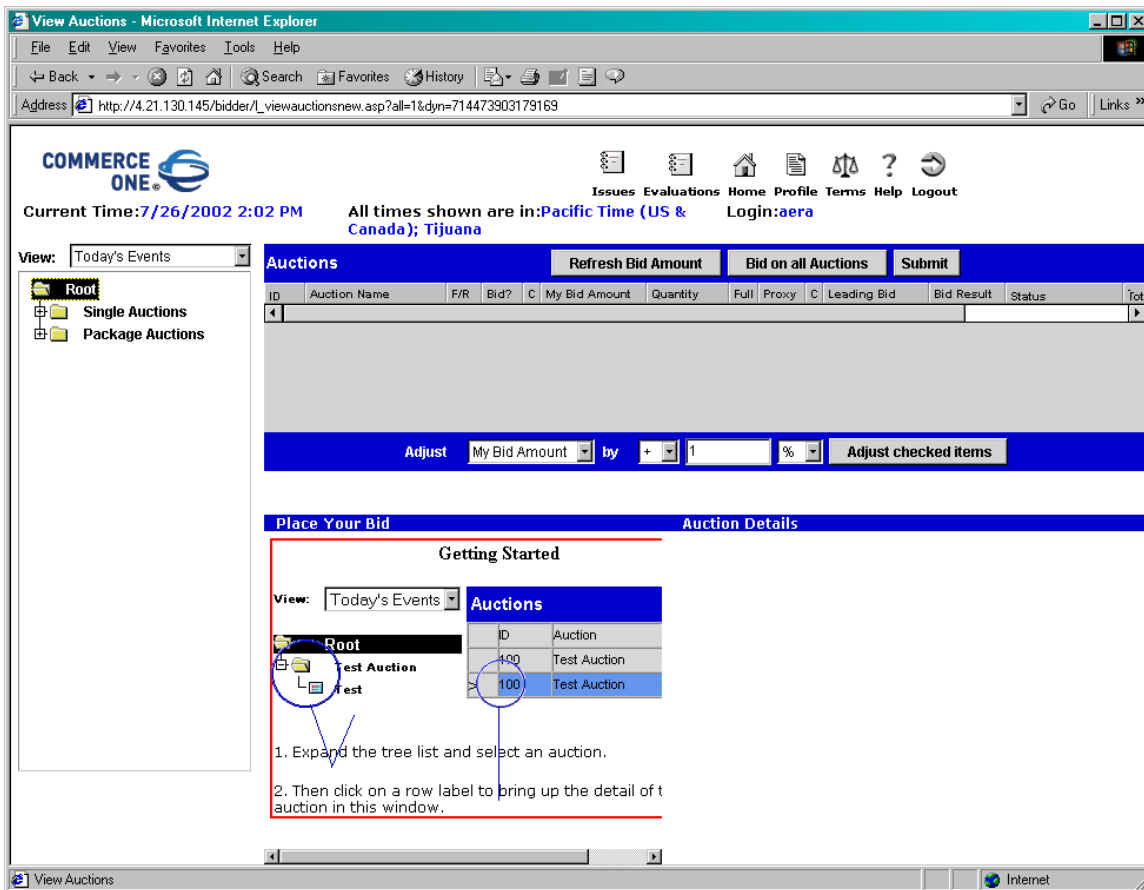 View Auctions - Microsoft Internet Explorer
File Edit View Favorites Tools Help
Back Search Favorites History
Address http://4.21.130.145/bidder/l_viewauctionsnew.asp?all=1&dyn=714473903179169 Go Links »
COMMERCE ONE®
Issues Evaluations Home Profile Terms Help Logout
Current Time:7/26/2002 2:02 PM All times shown are in:Pacific Time (US & Canada); Tijuana Login:aera
View: Today's Events
Root
Single Auctions
Package Auctions
Auctions Refresh Bid Amount Bid on all Auctions Submit
ID Auction Name F/R Bid? C My Bid Amount Quantity Full Proxy C Leading Bid Bid Result Status Tot
Adjust My Bid Amount by + 1 % Adjust checked items
Place Your Bid Auction Details
Getting Started
View: Today's Events
Root
Test Auction
Test
Auctions
ID Auction
100 Test Auction
> 100 Test Auction
1. Expand the tree list and select an auction.
2. Then click on a row label to bring up the detail of t
auction in this window.
View Auctions Internet